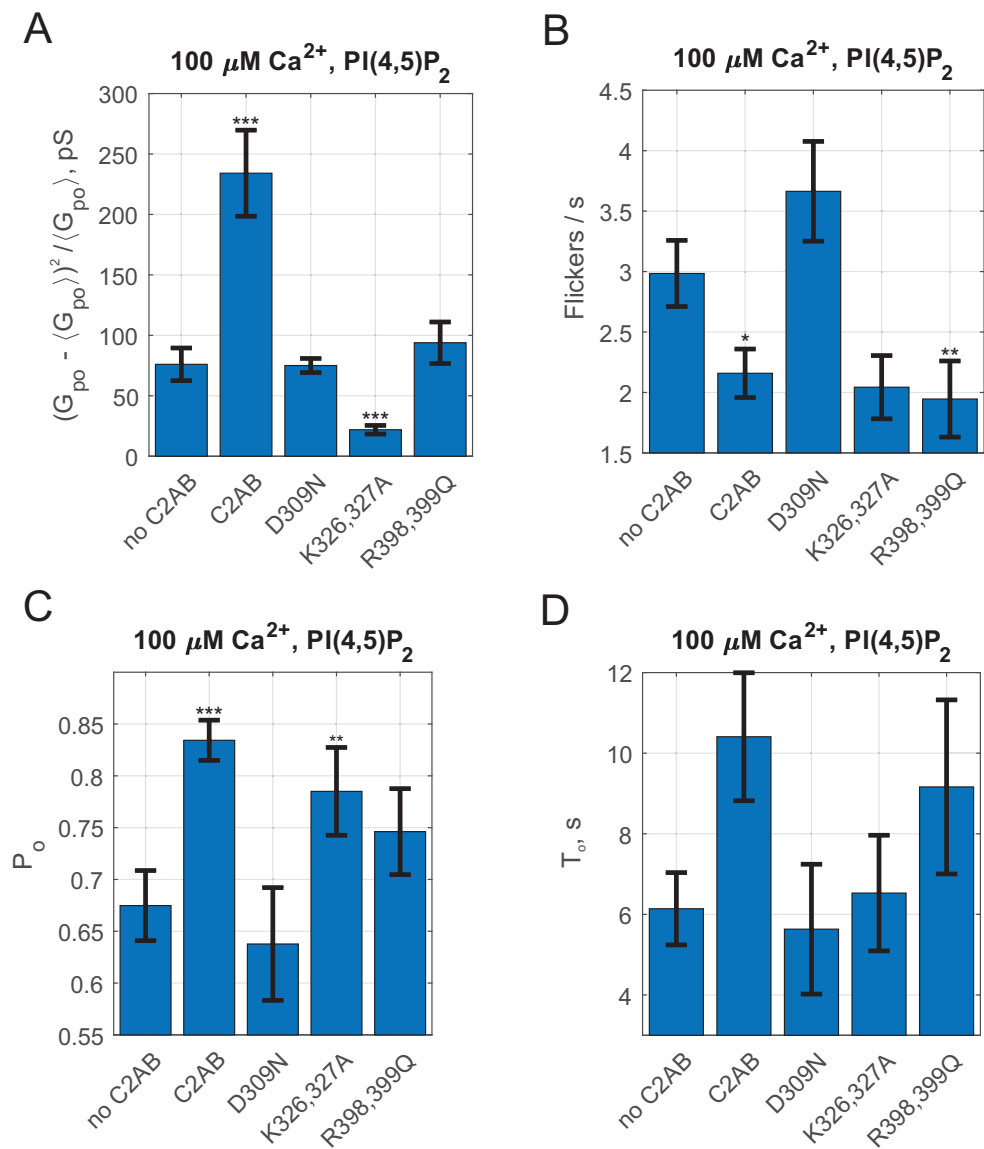 A
100 μM Ca²⁺, PI(4,5)P₂
(G_po - ⟨G_po⟩)² /⟨G_po⟩, pS
300
250
200
150
100
50
0
***
***
no C2AB
C2AB
D309N
K326,327A
R398,399Q
B
100 μM Ca²⁺, PI(4,5)P₂
Flickers / s
4.5
4
3.5
3
2.5
2
1.5
*
**
no C2AB
C2AB
D309N
K326,327A
R398,399Q
C
100 μM Ca²⁺, PI(4,5)P₂
P_o
0.85
0.8
0.75
0.7
0.65
0.6
0.55
***
**
no C2AB
C2AB
D309N
K326,327A
R398,399Q
D
100 μM Ca²⁺, PI(4,5)P₂
T_o, s
12
10
8
6
4
no C2AB
C2AB
D309N
K326,327A
R398,399Q